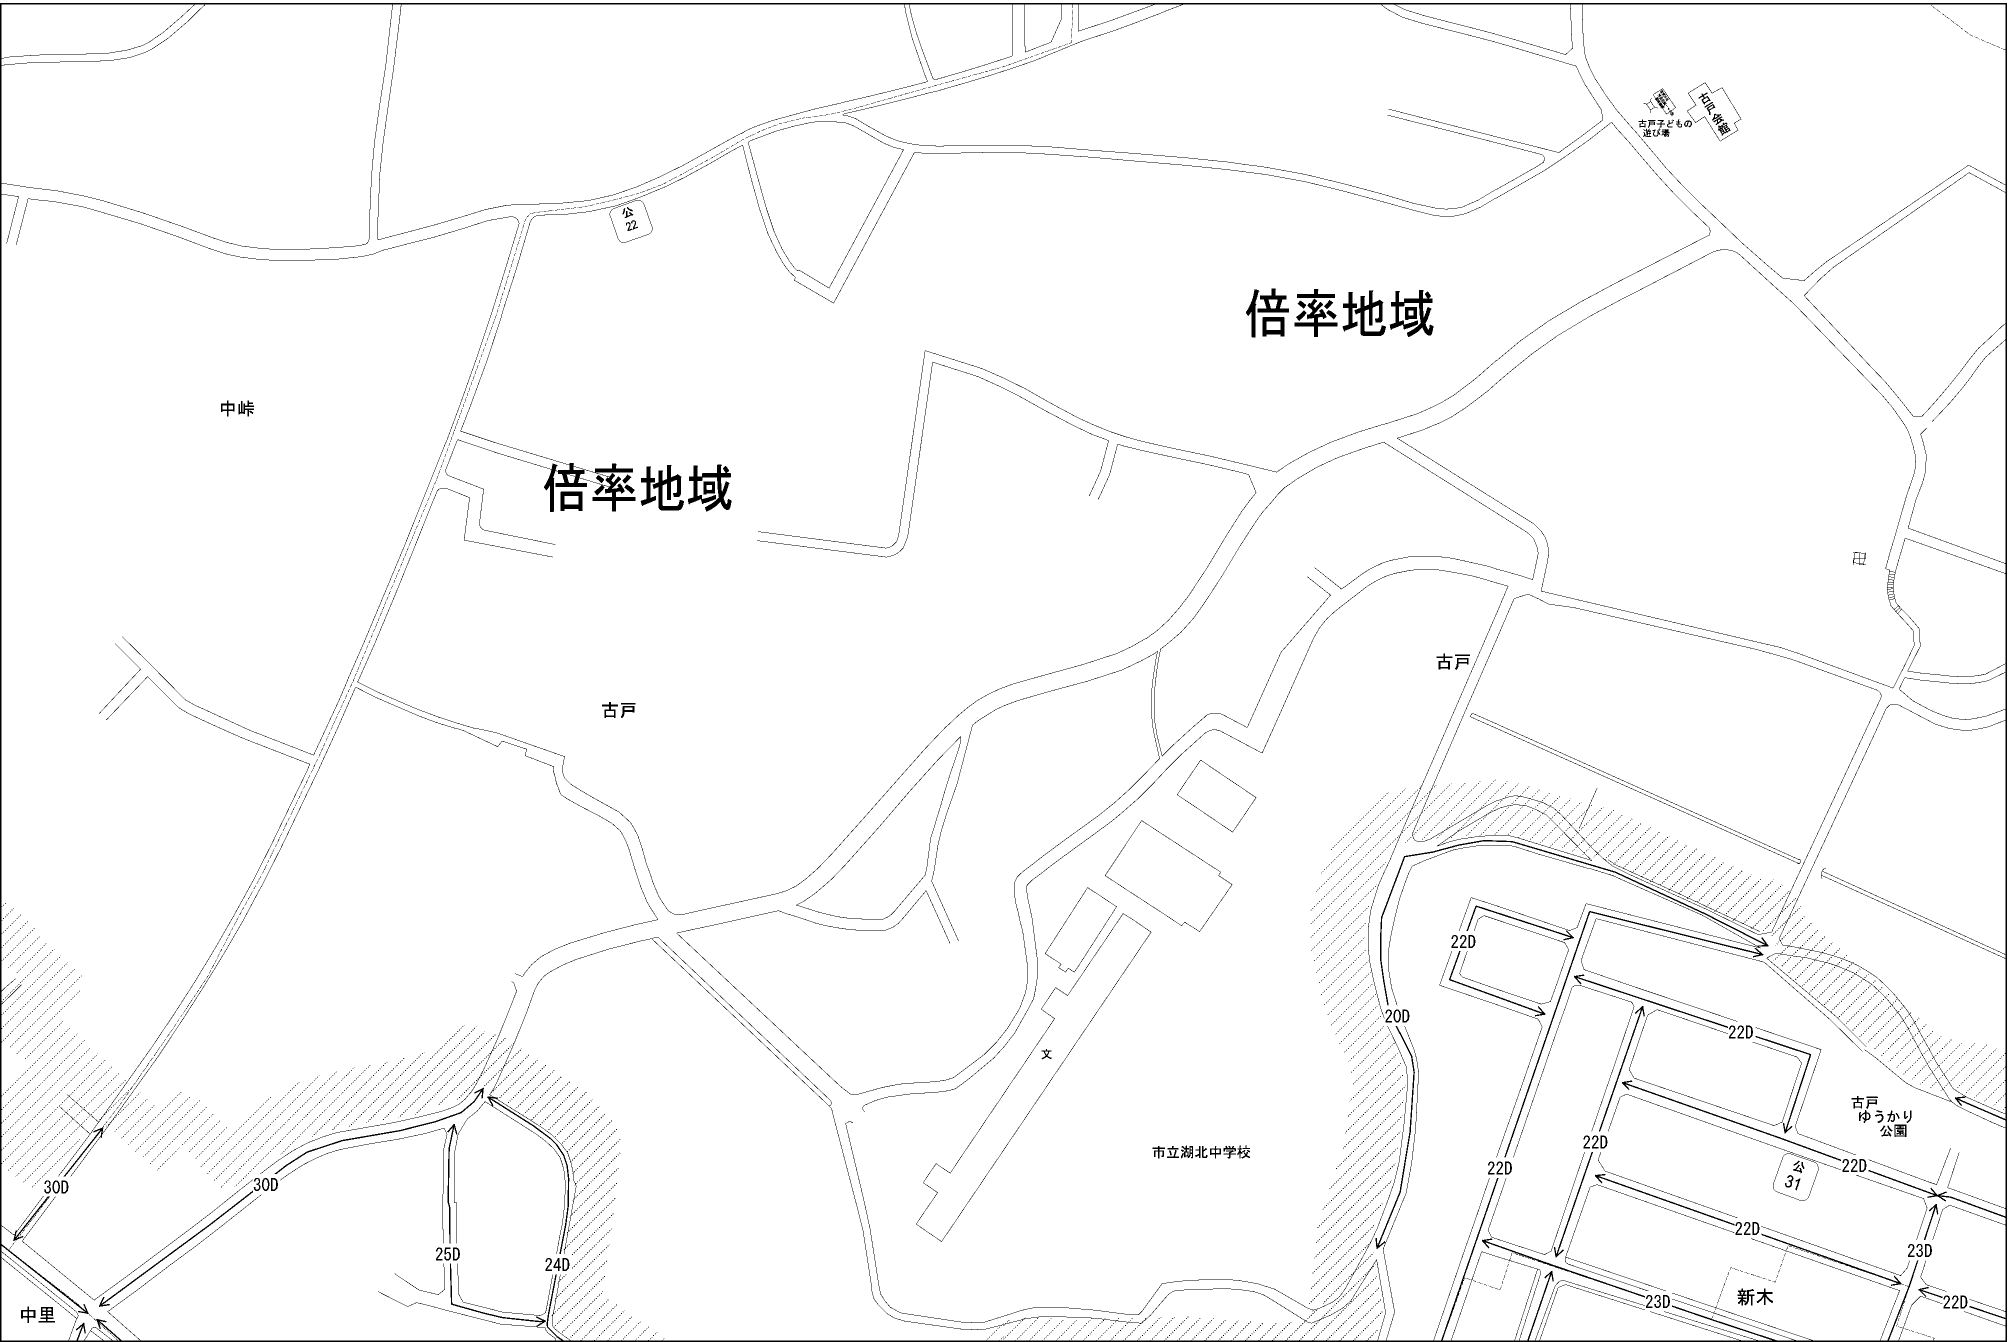 古戸会館
古戸子どもの
遊び場
公
22
倍率地域
中峠
倍率地域
古戸
古戸
22D
20D
22D
文
古戸
ゆうかり
公園
市立湖北中学校
22D
22D
22D
公
31
30D
30D
22D
25D
24D
23D
22D
23D
新木
中里